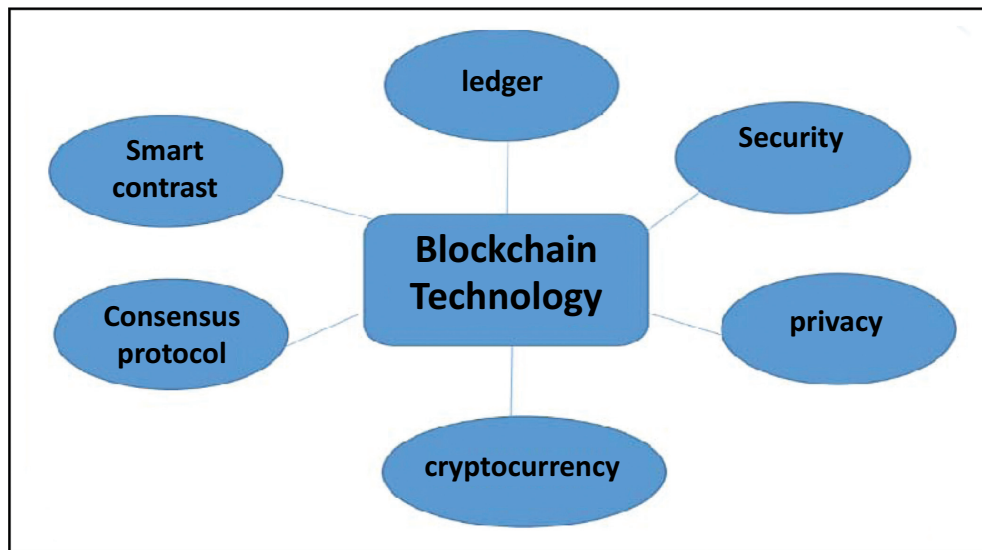 ledger
Smart
contrast
Security
Blockchain
Technology
Consensus
protocol
privacy
cryptocurrency